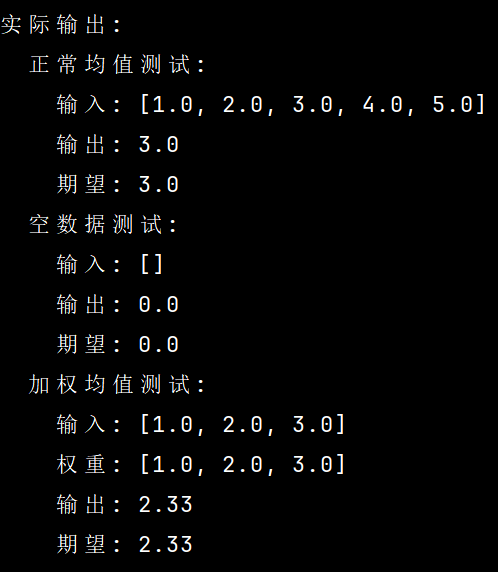 实际输出:
正常均值测试:
输入: [1.0, 2.0, 3.0, 4.0, 5.0]
输出: 3.0
期望: 3.0
空数据测试:
输入: []
输出: 0.0
期望: 0.0
加权均值测试:
输入: [1.0, 2.0, 3.0]
权重: [1.0, 2.0, 3.0]
输出: 2.33
期望: 2.33